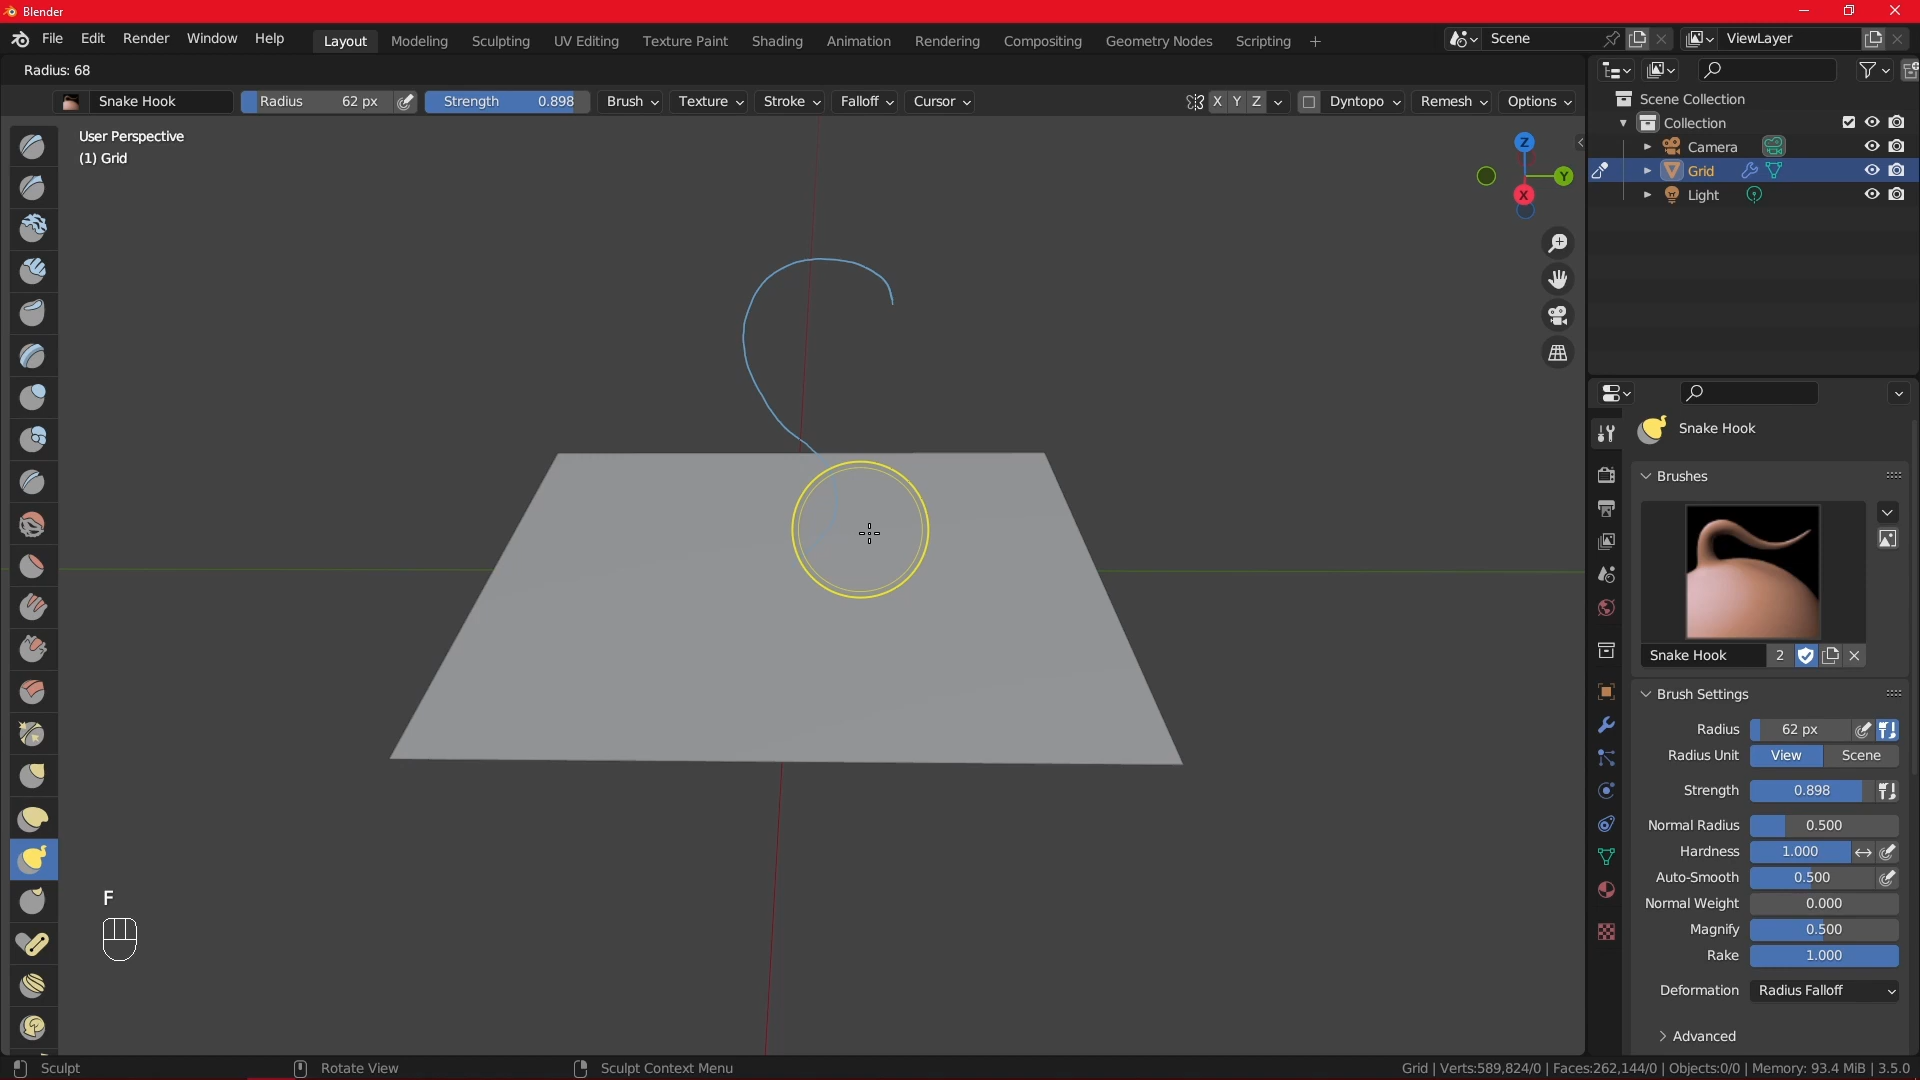 Blender
File Edit Render Window Help Layout Modeling Sculpting UV Editing Texture Paint Shading Animation Rendering Compositing Geometry Nodes Scripting + Scene ViewLayer
Radius: 68
Snake Hook Radius 62 px Strength 0.898 Brush Texture Stroke Falloff Cursor X Y Z Dyntopo Remesh Options
User Perspective
(1) Grid
Z
Y
X
Scene Collection
Collection
Camera
Grid
Light
Snake Hook
Brushes
Snake Hook 2
Brush Settings
Radius 62 px
Radius Unit View Scene
Strength 0.898
Normal Radius 0.500
Hardness 1.000
Auto-Smooth 0.500
Normal Weight 0.000
Magnify 0.500
Rake 1.000
Deformation Radius Falloff
Advanced
F
Sculpt Rotate View Sculpt Context Menu Grid | Verts:589,824/0 | Faces:262,144/0 | Objects:0/0 | Memory: 93.4 MiB | 3.5.0